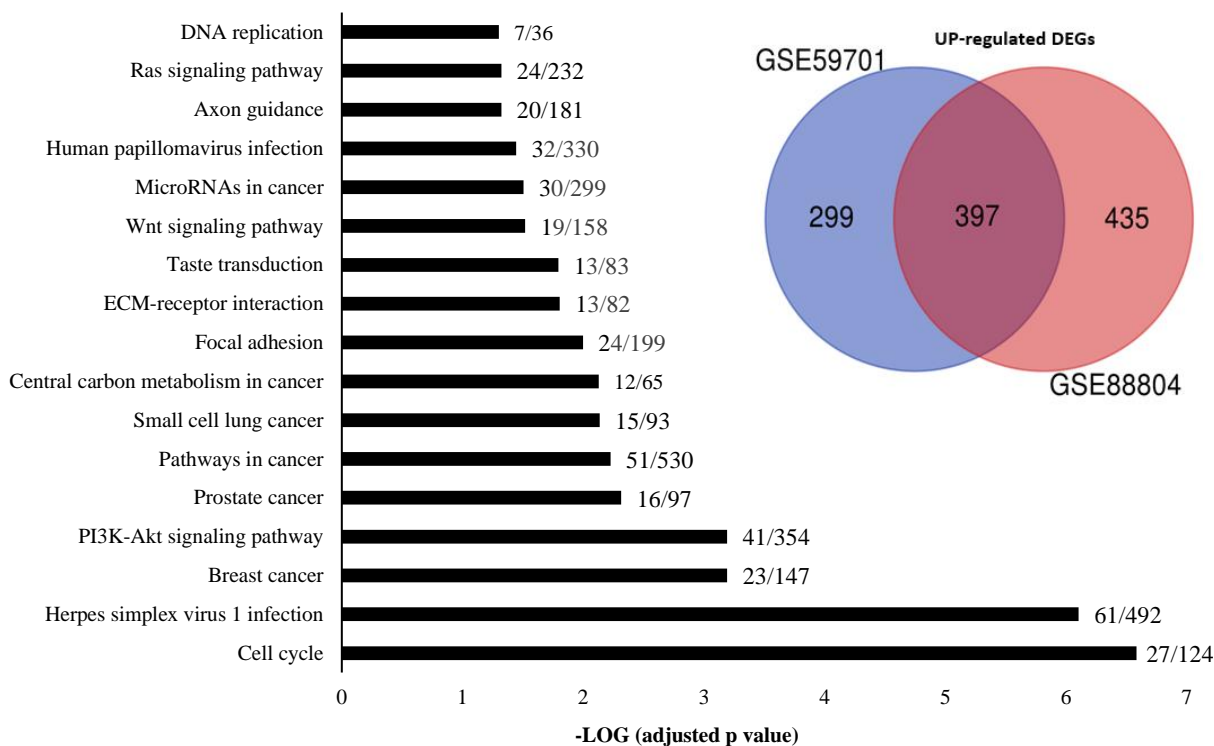 DNA replication 7/36
Ras signaling pathway 24/232
Axon guidance 20/181
Human papillomavirus infection 32/330
MicroRNAs in cancer 30/299
Wnt signaling pathway 19/158
Taste transduction 13/83
ECM-receptor interaction 13/82
Focal adhesion 24/199
Central carbon metabolism in cancer 12/65
Small cell lung cancer 15/93
Pathways in cancer 51/530
Prostate cancer 16/97
PI3K-Akt signaling pathway 41/354
Breast cancer 23/147
Herpes simplex virus 1 infection 61/492
Cell cycle 27/124
0 1 2 3 4 5 6 7
-LOG (adjusted p value)
UP-regulated DEGs
GSE59701
299 397 435
GSE88804